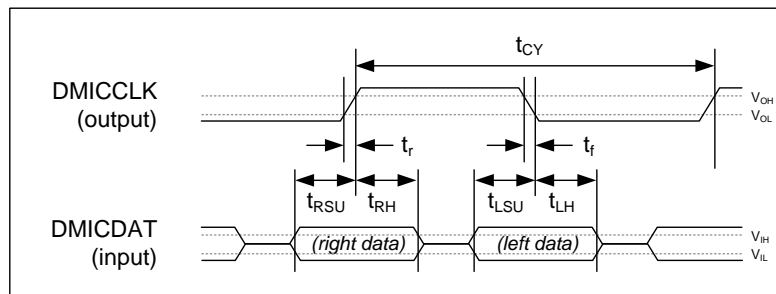 tCY
DMICCLK
(output)
VOH
VOL
tr
tf
tRSU
tRH
tLSU
tLH
DMICDAT
(input)
(right data)
(left data)
VIH
VIL